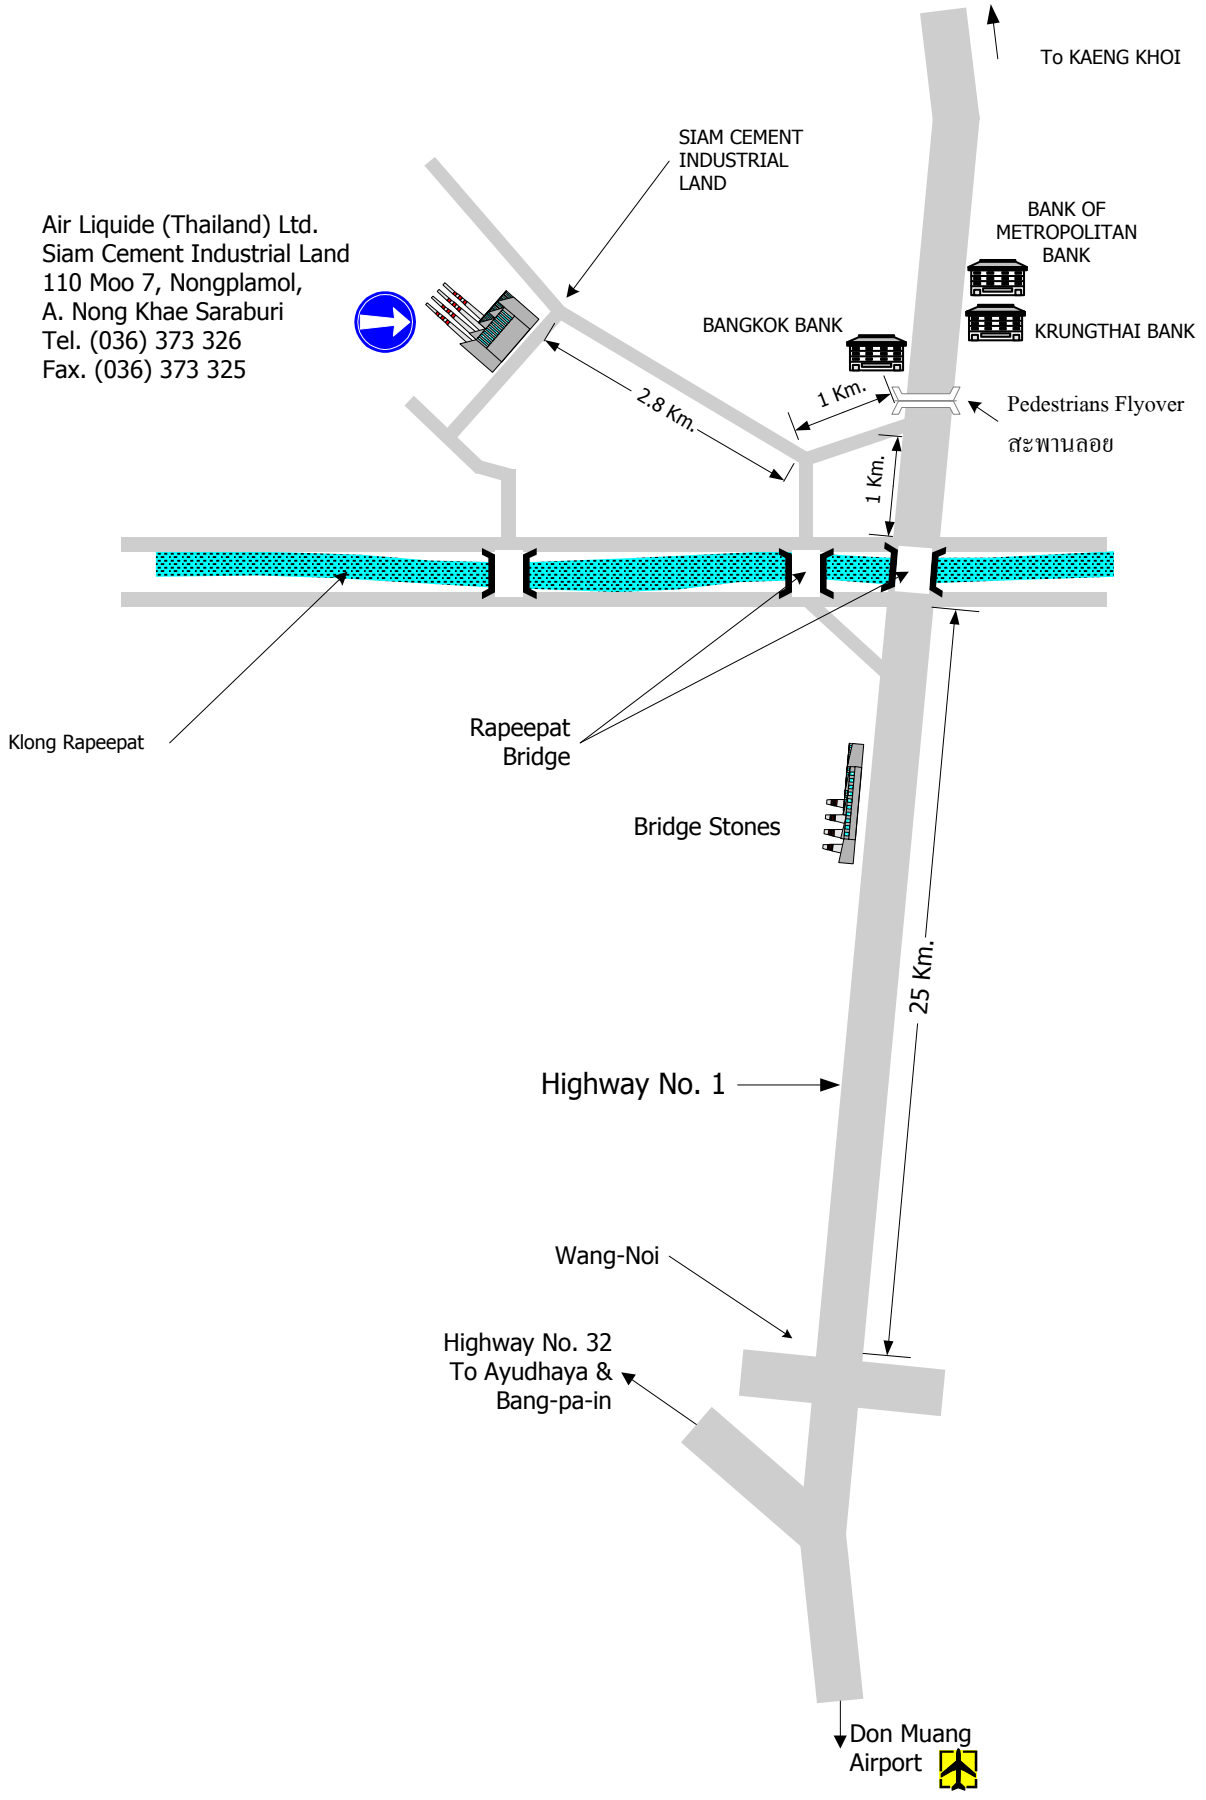 To KAENG KHOI
SIAM CEMENT
INDUSTRIAL
LAND
Air Liquide (Thailand) Ltd.
Siam Cement Industrial Land
110 Moo 7, Nongplamol,
A. Nong Khae Saraburi
Tel. (036) 373 326
Fax. (036) 373 325
BANK OF
METROPOLITAN
BANK
BANGKOK BANK
KRUNGTHAI BANK
2.8 Km.
1 Km.
Pedestrians Flyover
สะพานลอย
1 Km.
Klong Rapeepat
Rapeepat
Bridge
Bridge Stones
25 Km.
Highway No. 1
Wang-Noi
Highway No. 32
To Ayudhaya &
Bang-pa-in
Don Muang
Airport